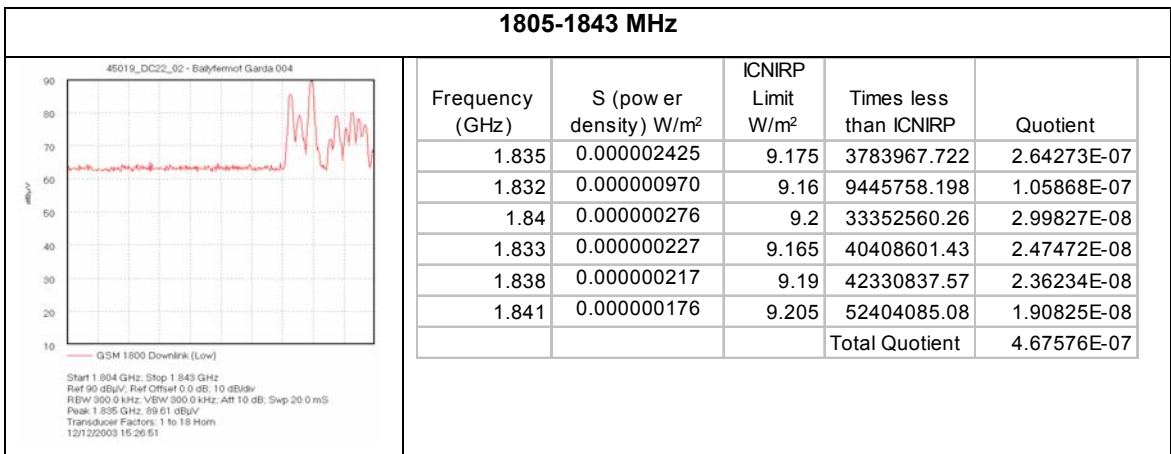 1805-1843 MHz
45019_DC22_02 - Ballyfermot Garda 004
90
80
70
60
50
40
30
20
10
dBµV
GSM 1800 Downlink (Low)
Start 1.804 GHz; Stop 1.843 GHz
Ref 90 dBµV; Ref Offset 0.0 dB; 10 dB/div
RBW 300.0 kHz; VBW 300.0 kHz; Att 10 dB; Swp 20.0 mS
Peak 1.835 GHz, 89.61 dBµV
Transducer Factors: 1 to 18 Horn
12/12/2003 15:26:51
Frequency (GHz) S (pow er density) W/m² ICNIRP Limit W/m² Times less than ICNIRP Quotient
1.835 0.000002425 9.175 3783967.722 2.64273E-07
1.832 0.000000970 9.16 9445758.198 1.05868E-07
1.84 0.000000276 9.2 33352560.26 2.99827E-08
1.833 0.000000227 9.165 40408601.43 2.47472E-08
1.838 0.000000217 9.19 42330837.57 2.36234E-08
1.841 0.000000176 9.205 52404085.08 1.90825E-08
Total Quotient 4.67576E-07